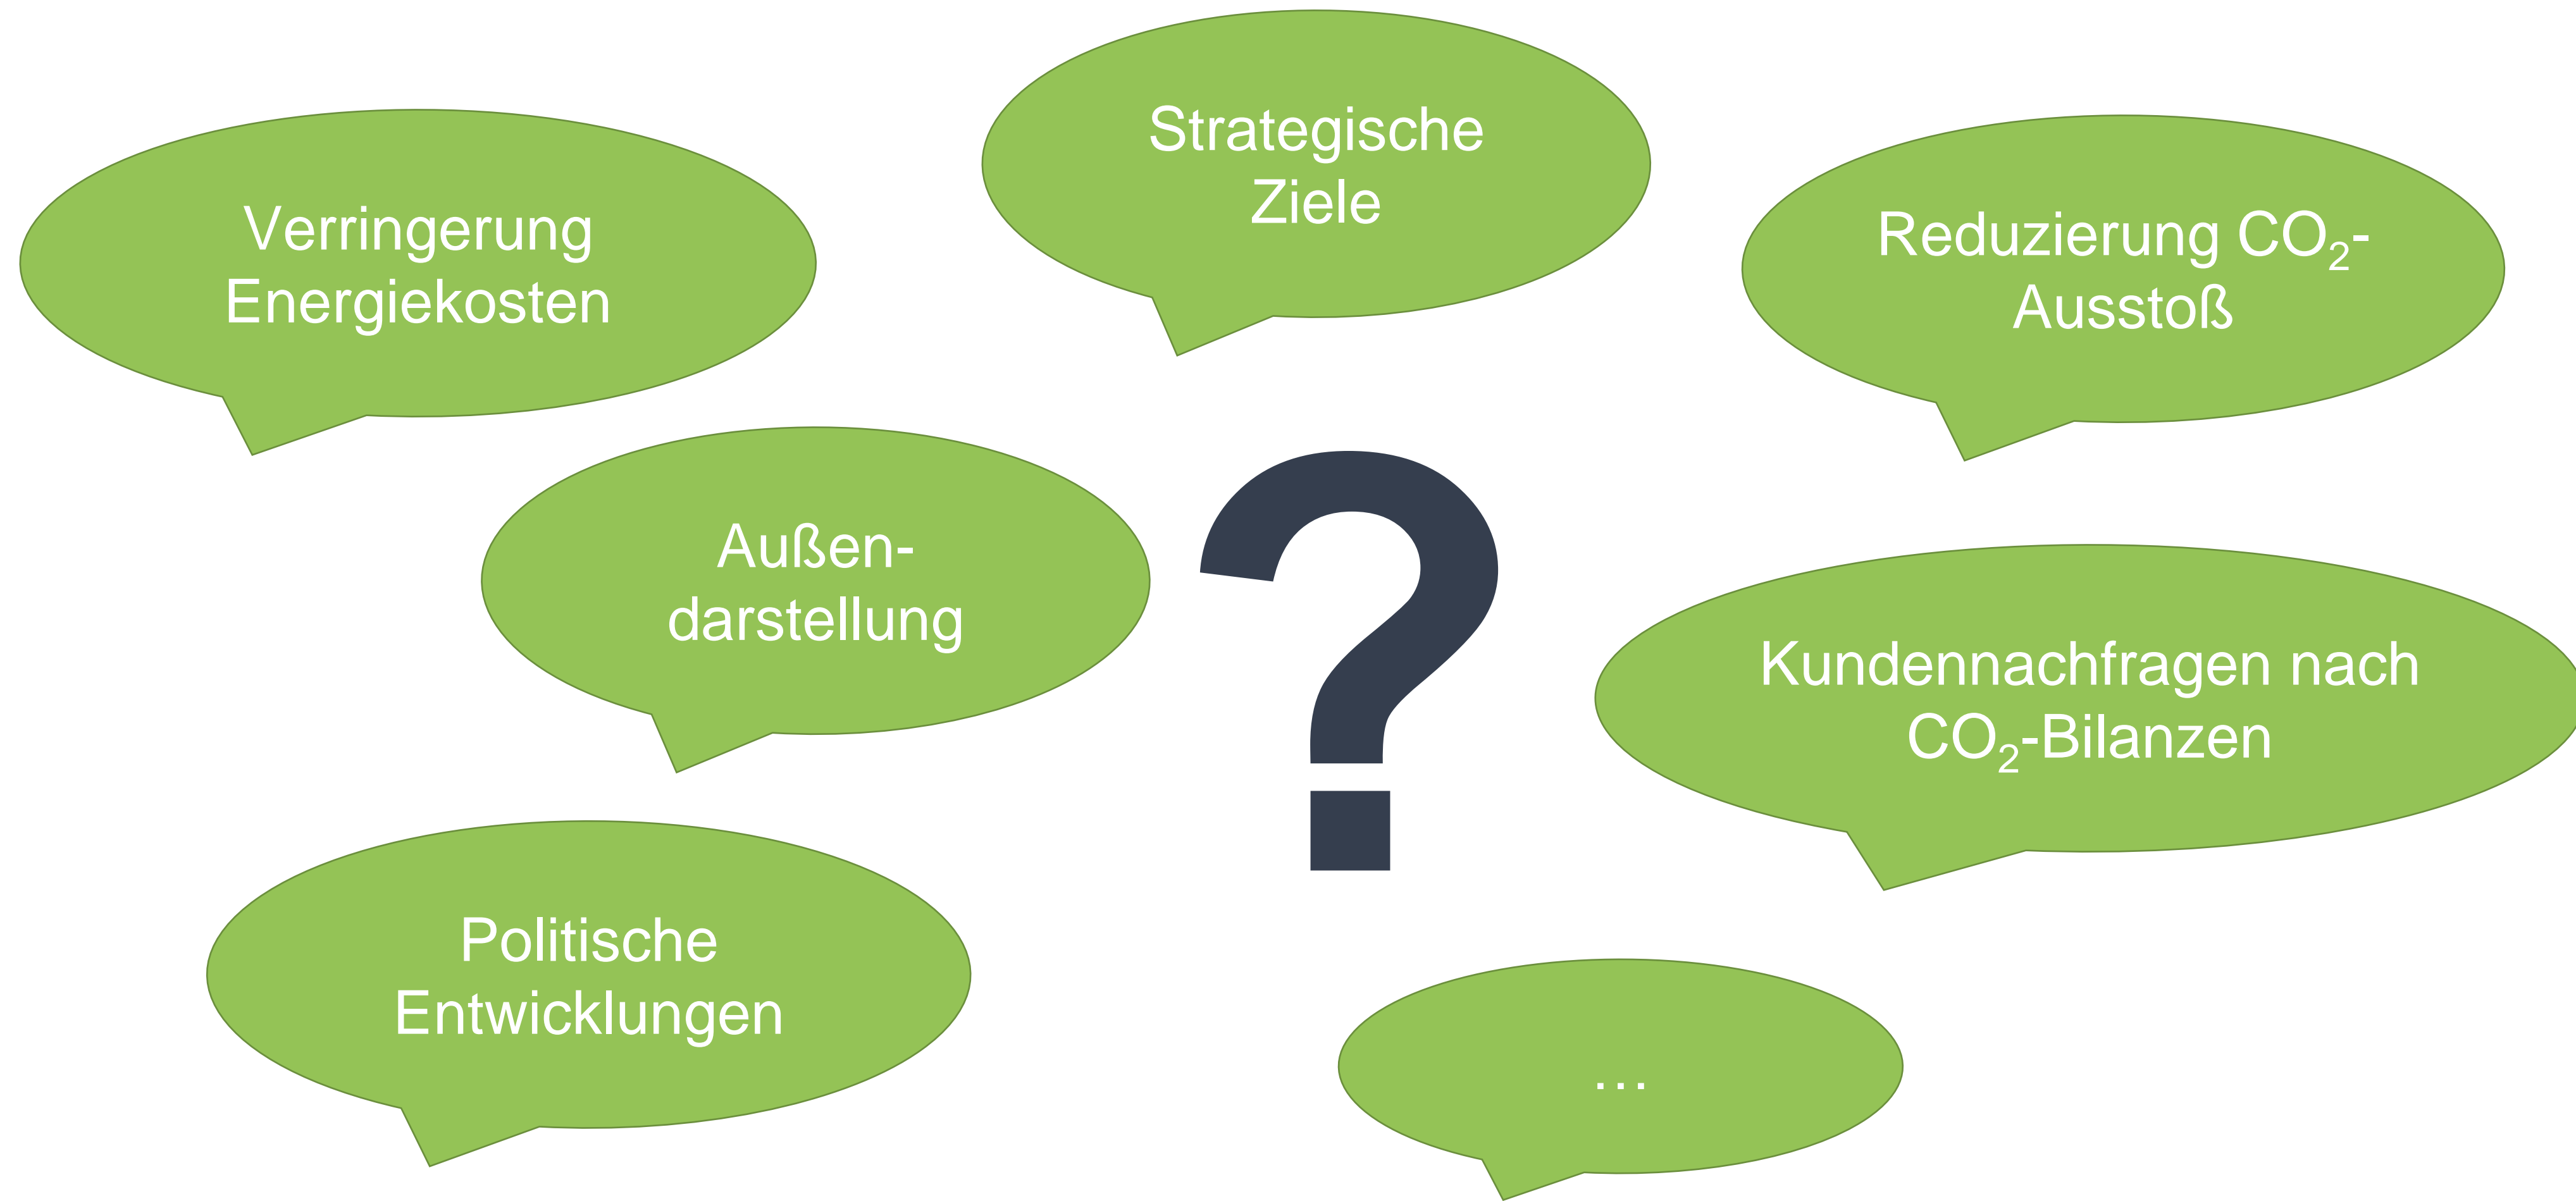 Strategische
Ziele
Verringerung
Energiekosten
Reduzierung CO₂-
Ausstoß
Außen-
darstellung
?
Kundennachfragen nach
CO₂-Bilanzen
Politische
Entwicklungen
…